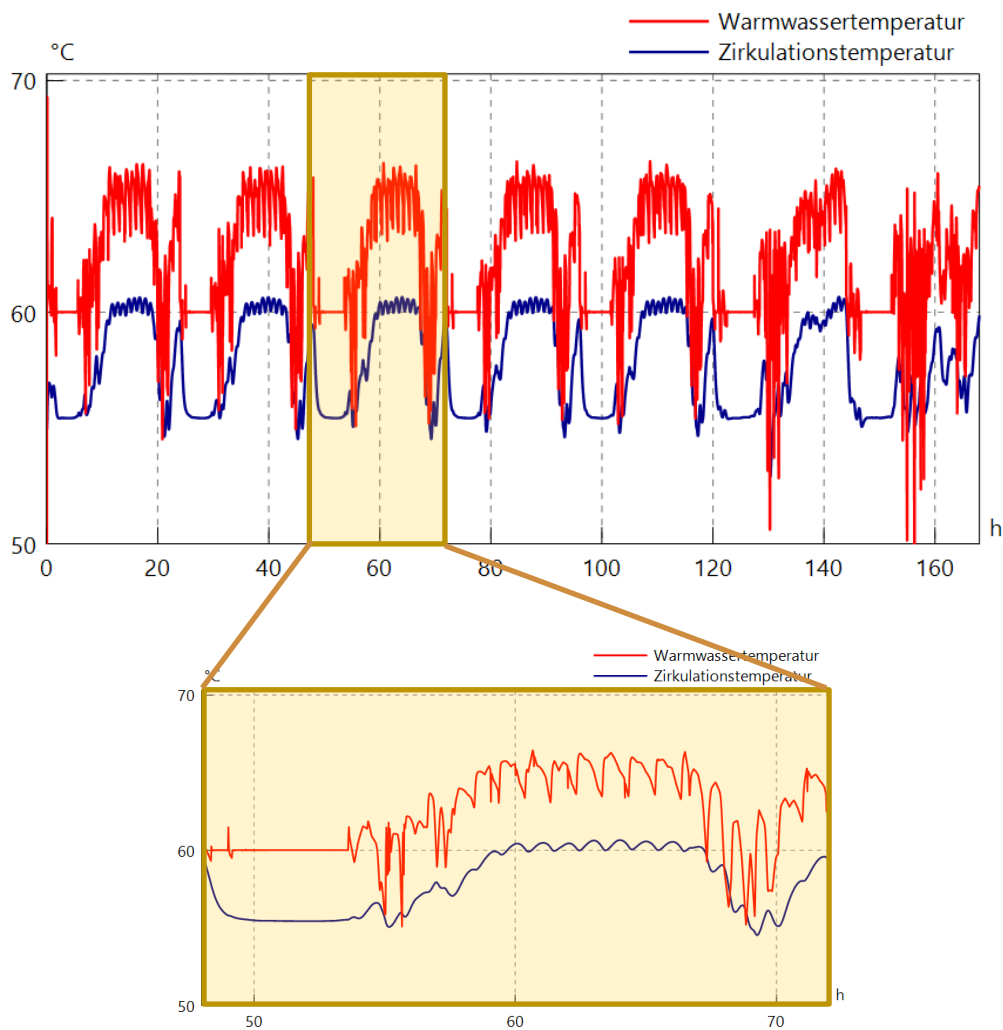 Warmwassertemperatur
°C
Zirkulationstemperatur
70
60
50
h
0 20 40 60 80 100 120 140 160
Warmwassertemperatur
°C
Zirkulationstemperatur
70
60
50
h
50 60 70